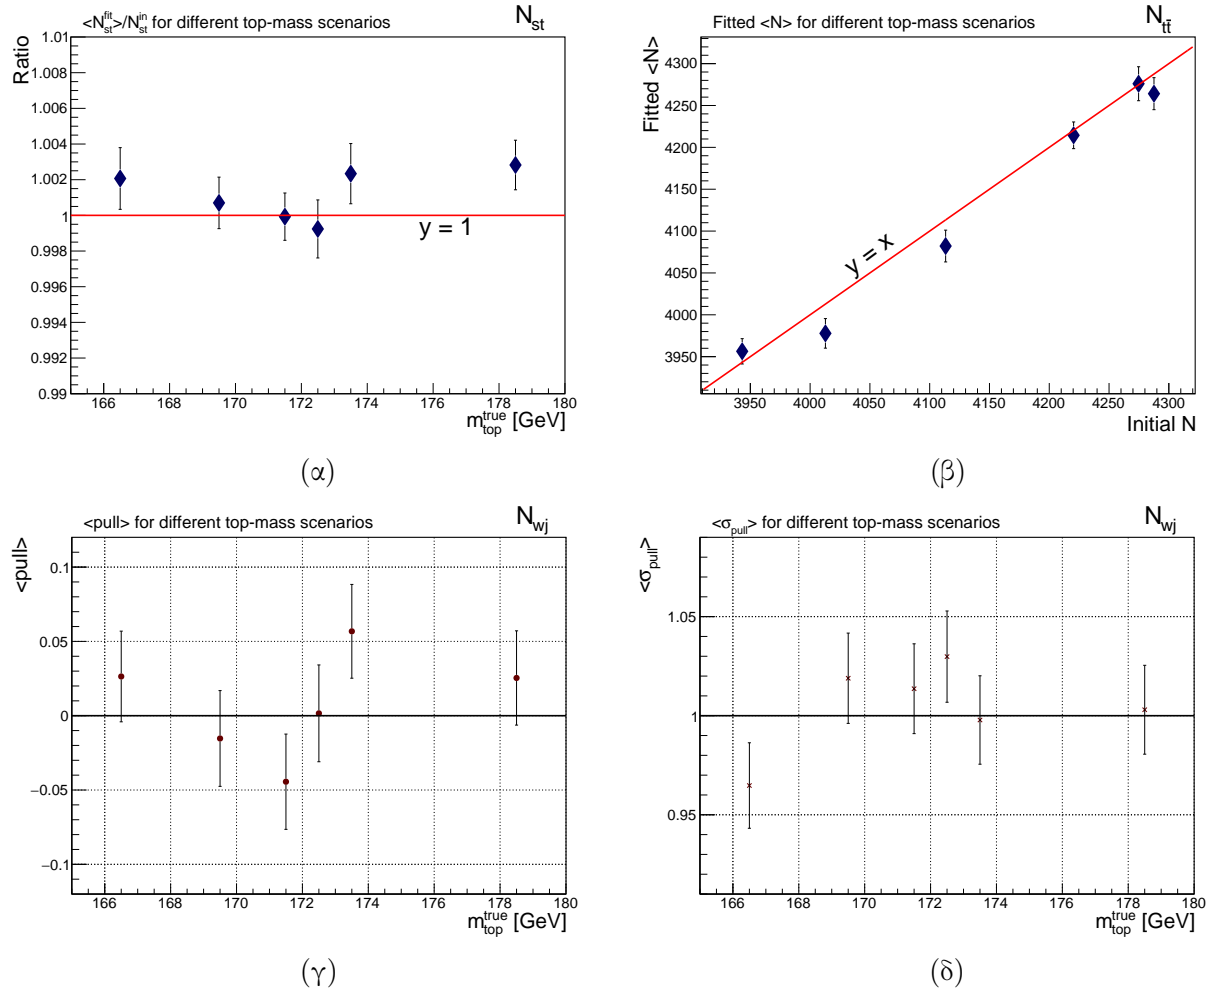 <N_st^fit>/N_st^in for different top-mass scenarios
N_st
Ratio
1.01
1.008
1.006
1.004
1.002
1
0.998
0.996
0.994
0.992
0.99
y = 1
166 168 170 172 174 176 178 180
m_top^true [GeV]
(α)
Fitted <N> for different top-mass scenarios
N_tt̄
Fitted <N>
4300
4250
4200
4150
4100
4050
4000
3950
y = x
3950 4000 4050 4100 4150 4200 4250 4300
Initial N
(β)
<pull> for different top-mass scenarios
N_wj
<pull>
0.1
0.05
0
−0.05
−0.1
166 168 170 172 174 176 178 180
m_top^true [GeV]
(γ)
<σ_pull> for different top-mass scenarios
N_wj
<σ_pull>
1.05
1
0.95
166 168 170 172 174 176 178 180
m_top^true [GeV]
(δ)